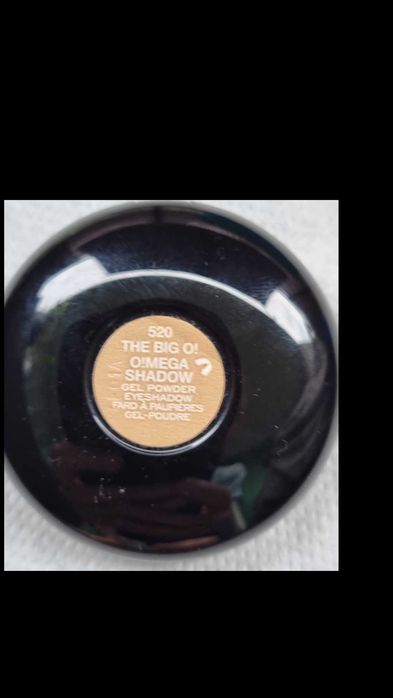 520
THE BIG O!
O!MEGA
SHADOW
GEL POWDER
EYESHADOW
FARD À PAUPIÈRES
GEL-POUDRE